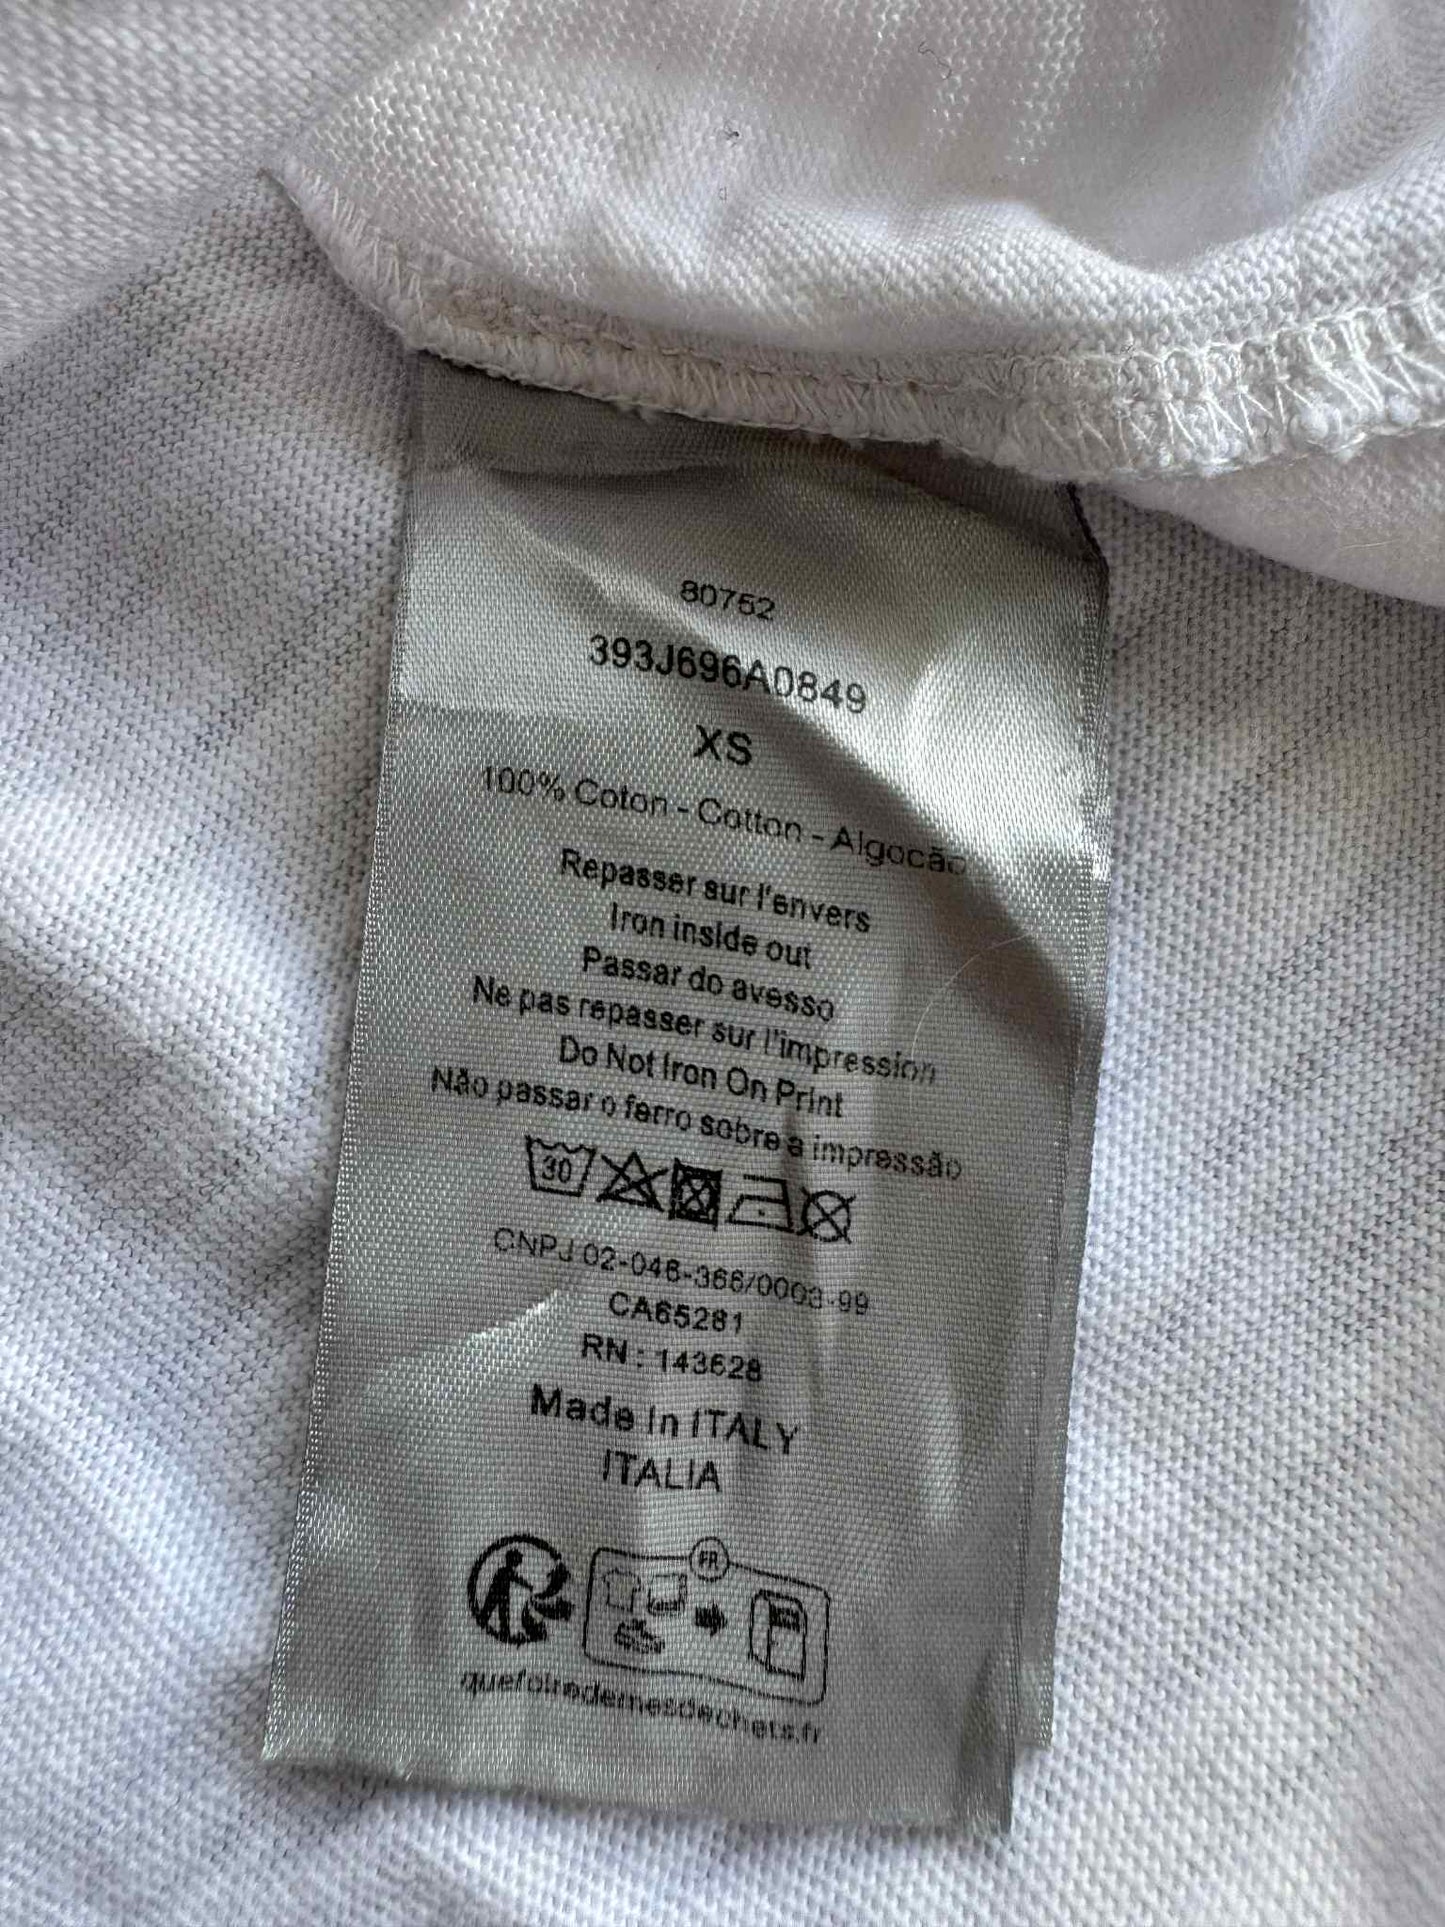 80752
393J696A0849
XS
100% Coton - Cotton - Algocão
Repasser sur l'envers
Iron inside out
Passar do avesso
Ne pas repasser sur l'impression
Do Not Iron On Print
Não passar o ferro sobre a impressão
30
CNPJ 02-046-366/0003-99
CA65281
RN : 143628
Made In ITALY
ITALIA
FR
quefoiredemesdechets.fr